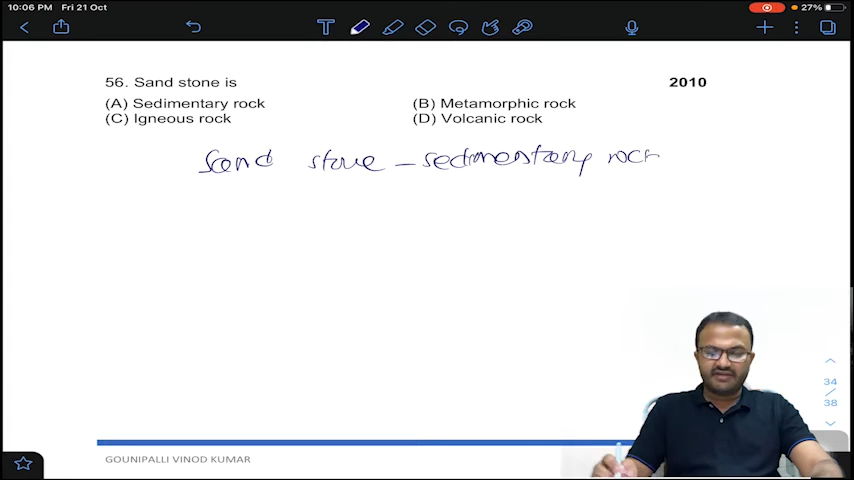 10:06 PM Fri 21 Oct
27%
56. Sand stone is 2010
(A) Sedimentary rock (B) Metamorphic rock
(C) Igneous rock (D) Volcanic rock
Sand stone - sedimentary rock
34
38
GOUNIPALLI VINOD KUMAR